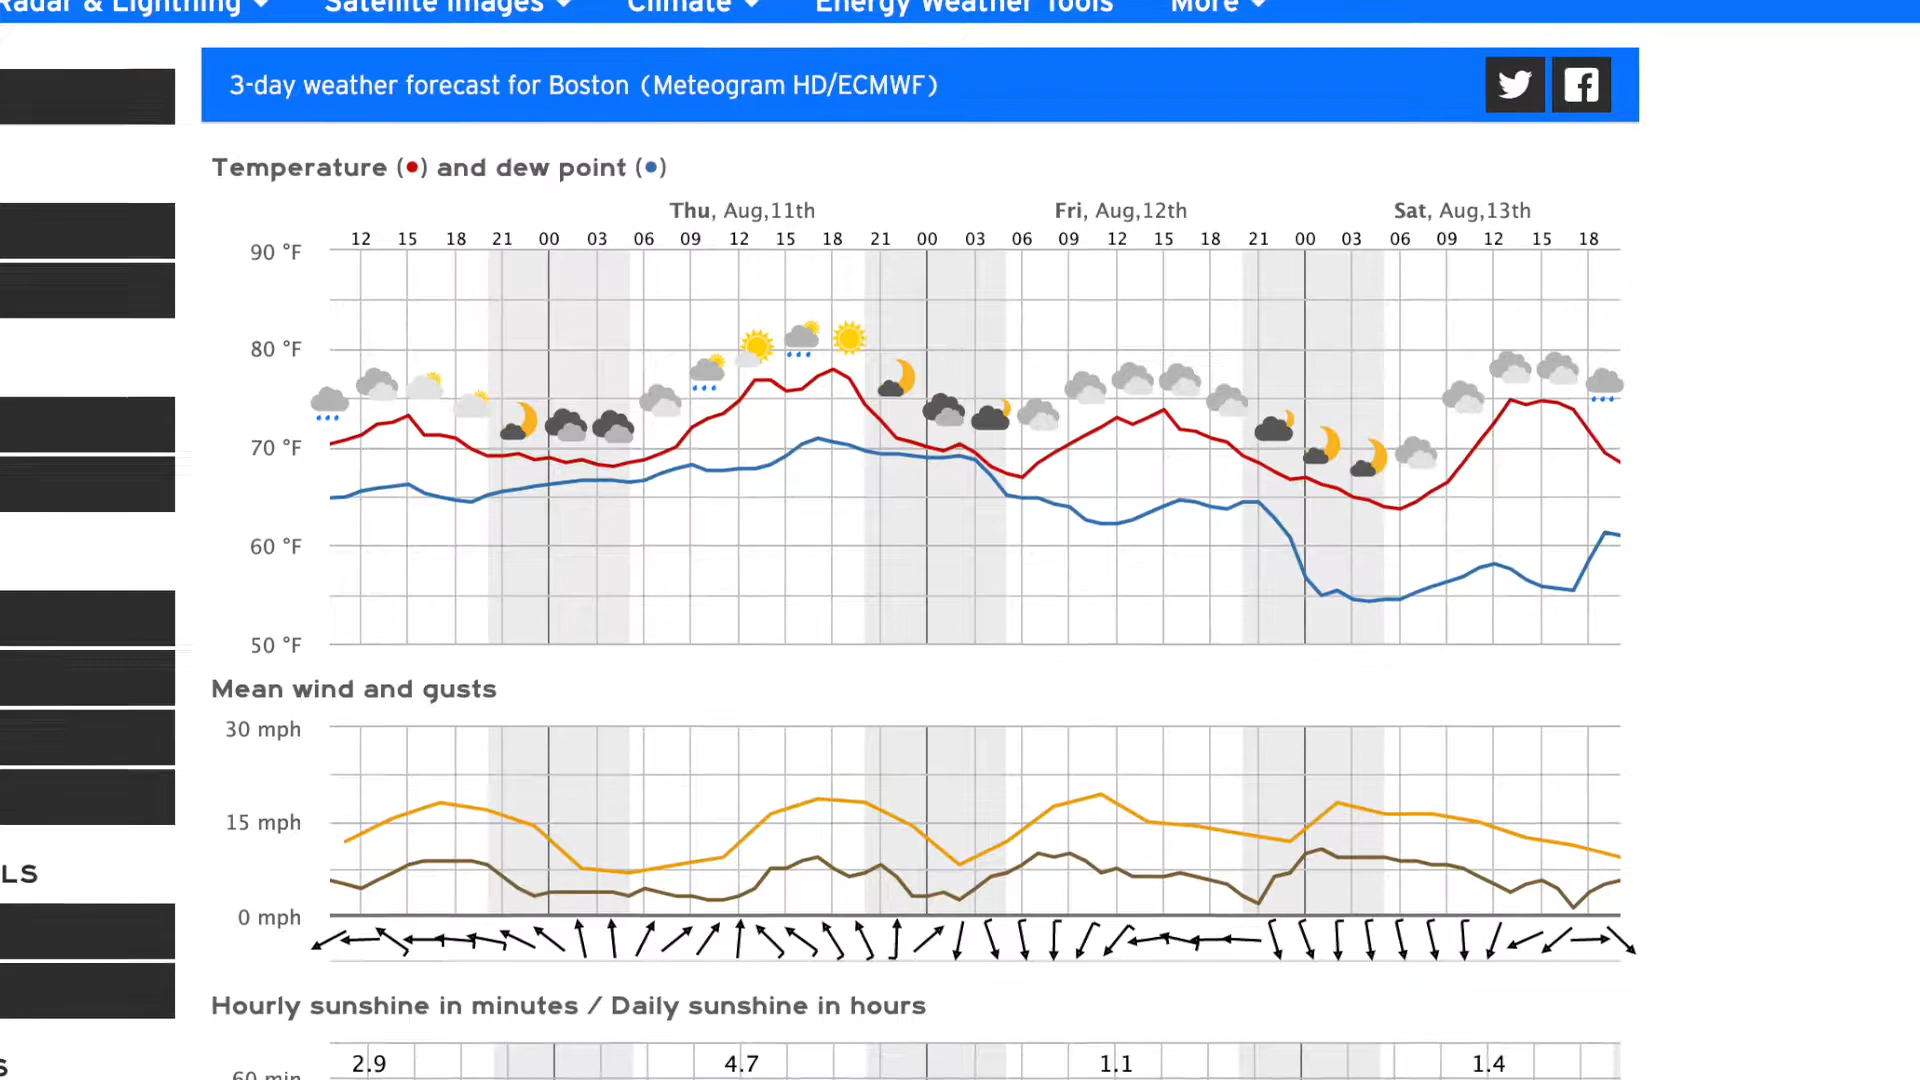 Radar & Lightning Satellite Images Climate Energy Weather Tools More
3-day weather forecast for Boston (Meteogram HD/ECMWF)
Temperature (●) and dew point (●)
Thu, Aug,11th Fri, Aug,12th Sat, Aug,13th
12 15 18 21 00 03 06 09 12 15 18 21 00 03 06 09 12 15 18 21 00 03 06 09 12 15 18
90 °F
80 °F
70 °F
60 °F
50 °F
Mean wind and gusts
30 mph
15 mph
LS
0 mph
Hourly sunshine in minutes / Daily sunshine in hours
2.9 4.7 1.1 1.4
60 min